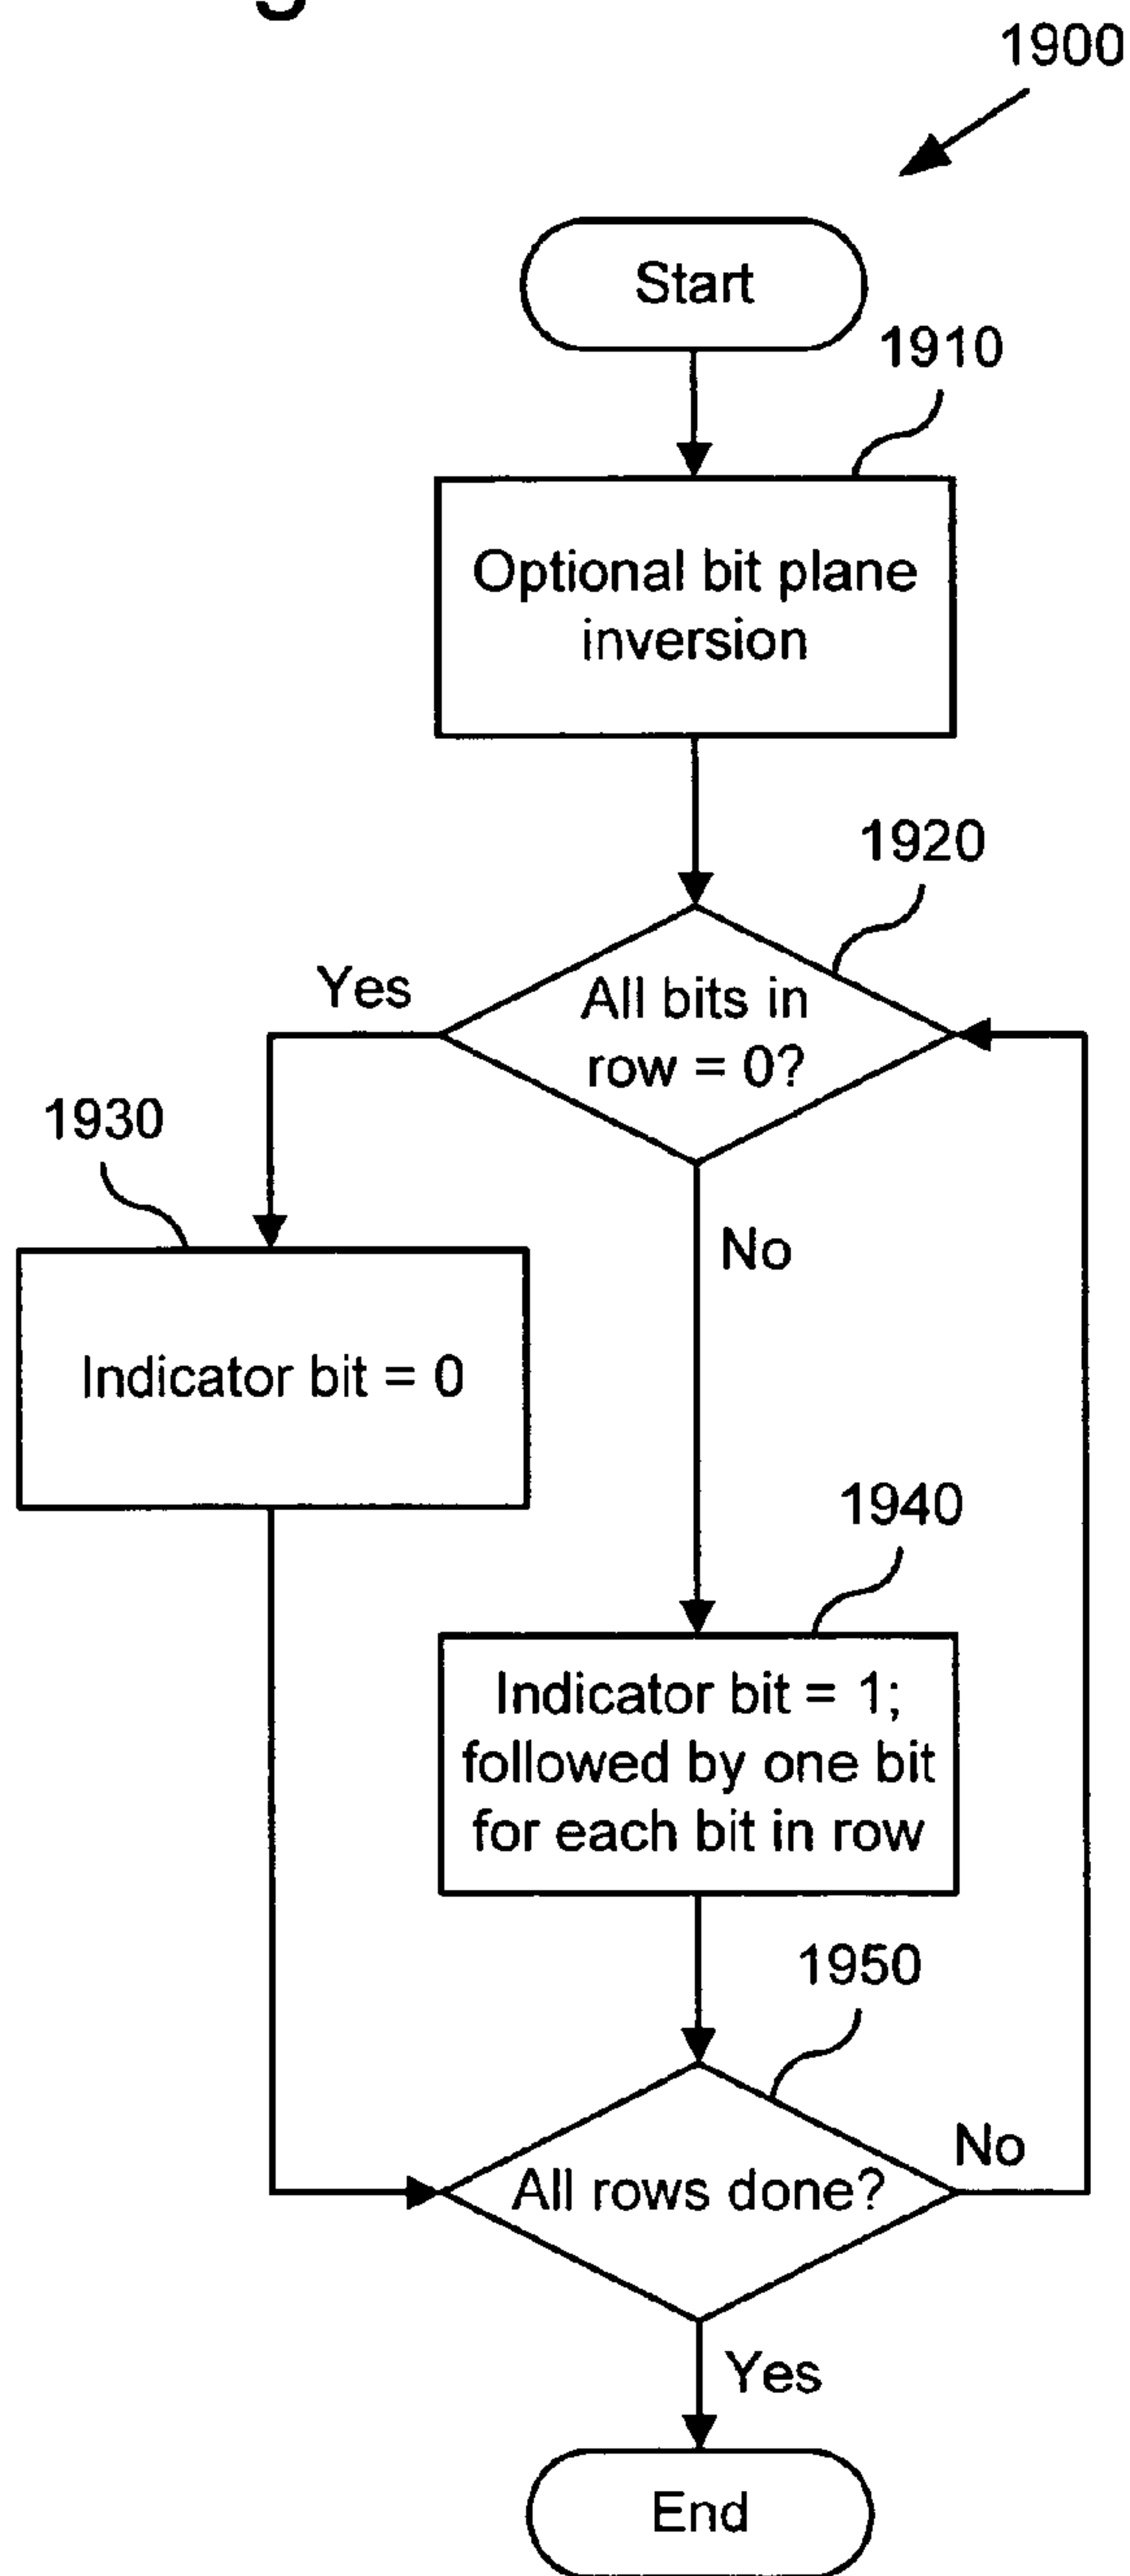 1900
Start
1910
Optional bit plane
inversion
1920
Yes
All bits in
row = 0?
1930
No
Indicator bit = 0
1940
Indicator bit = 1;
followed by one bit
for each bit in row
1950
No
All rows done?
Yes
End